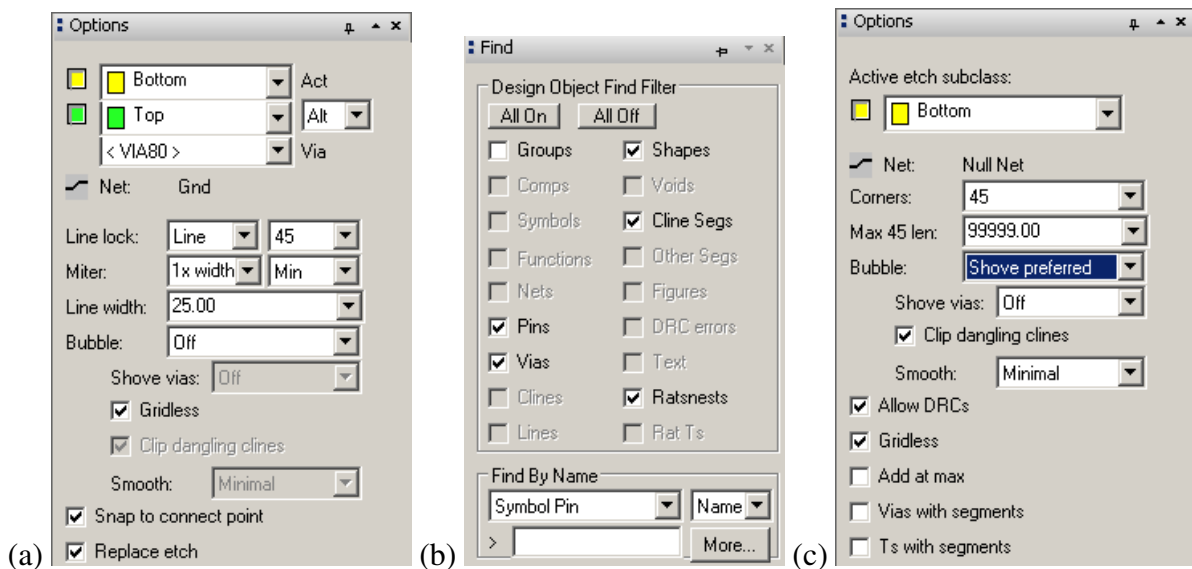 Options
Bottom Act
Top Alt
< VIA80 > Via
Net: Gnd
Line lock: Line 45
Miter: 1x width Min
Line width: 25.00
Bubble: Off
Shove vias: Off
Gridless
Clip dangling clines
Smooth: Minimal
Snap to connect point
Replace etch
(a)
Find
Design Object Find Filter
All On All Off
Groups Shapes
Comps Voids
Symbols Cline Segs
Functions Other Segs
Nets Figures
Pins DRC errors
Vias Text
Clines Ratsnests
Lines Rat Ts
Find By Name
Symbol Pin Name
> More...
(b)
Options
Active etch subclass:
Bottom
Net: Null Net
Corners: 45
Max 45 len: 99999.00
Bubble: Shove preferred
Shove vias: Off
Clip dangling clines
Smooth: Minimal
Allow DRCs
Gridless
Add at max
Vias with segments
Ts with segments
(c)